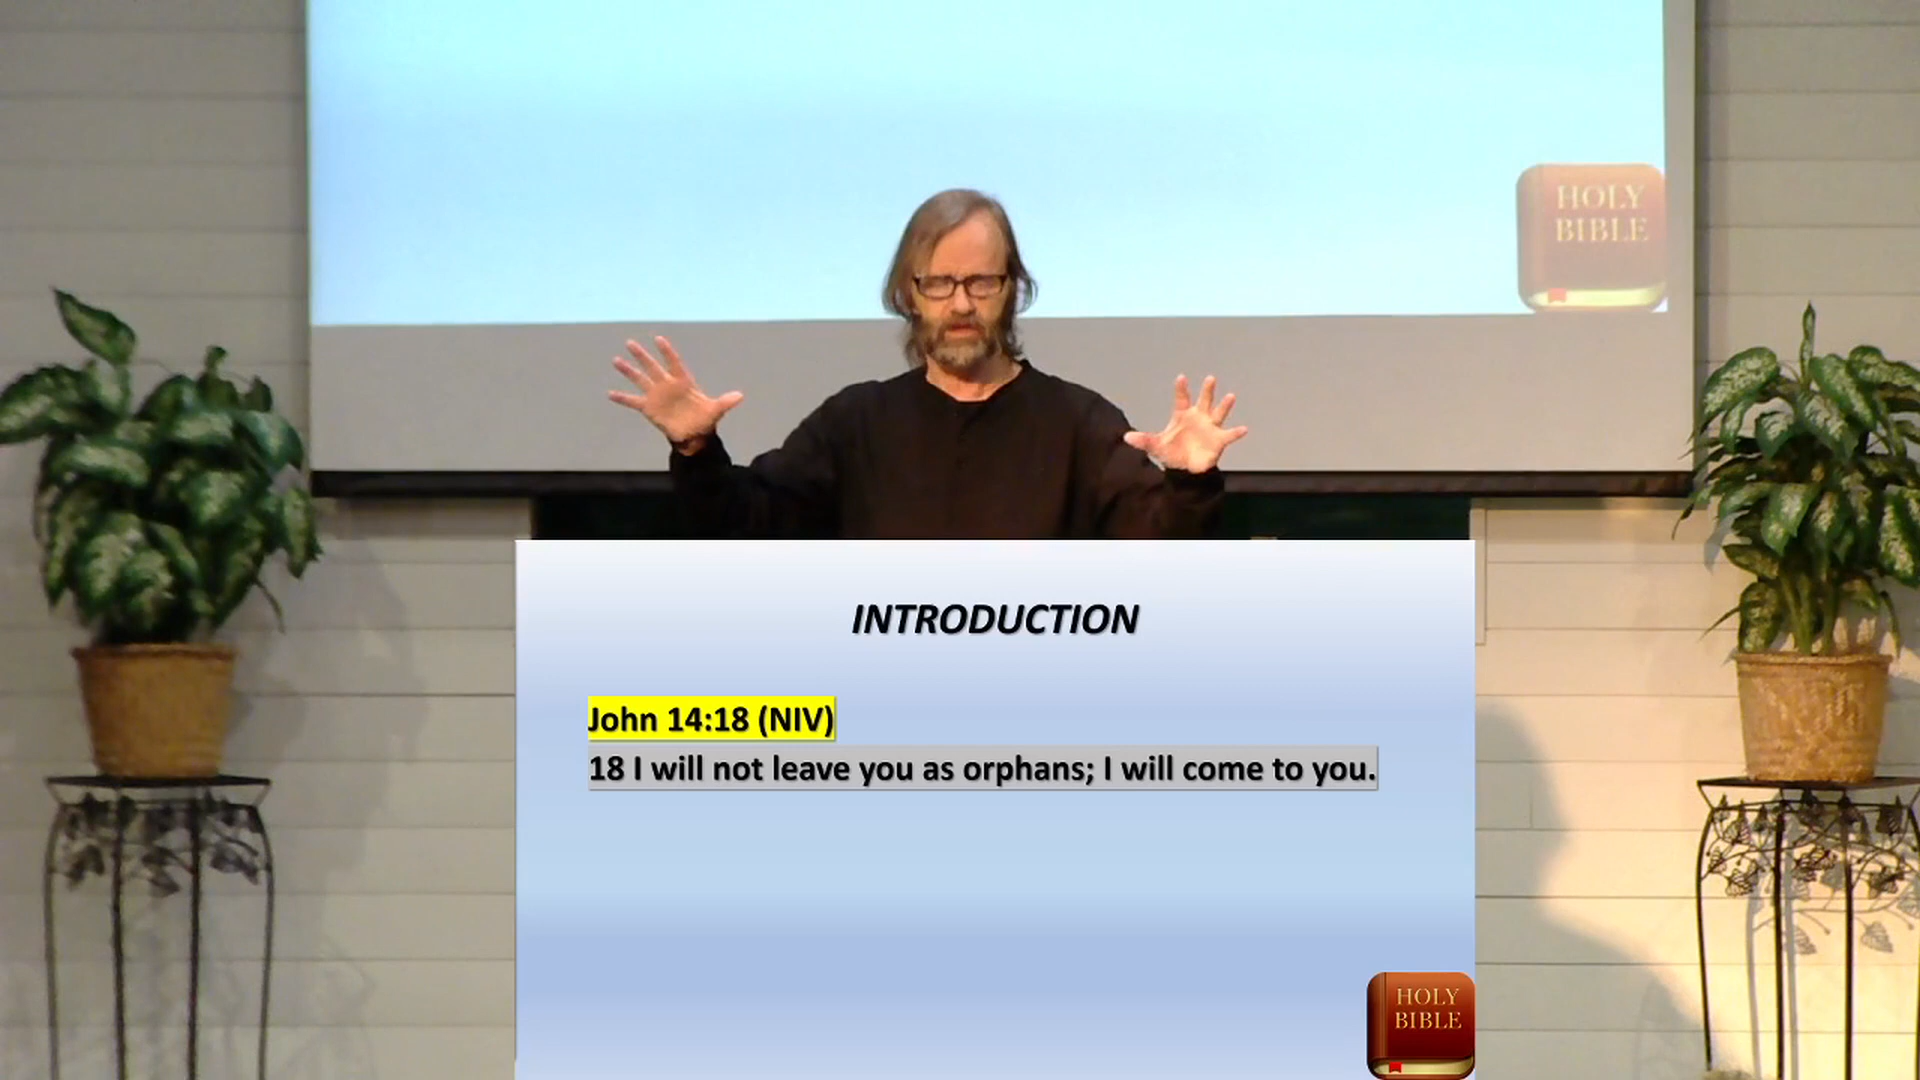 HOLY
BIBLE
INTRODUCTION
John 14:18 (NIV)
18 I will not leave you as orphans; I will come to you.
HOLY
BIBLE